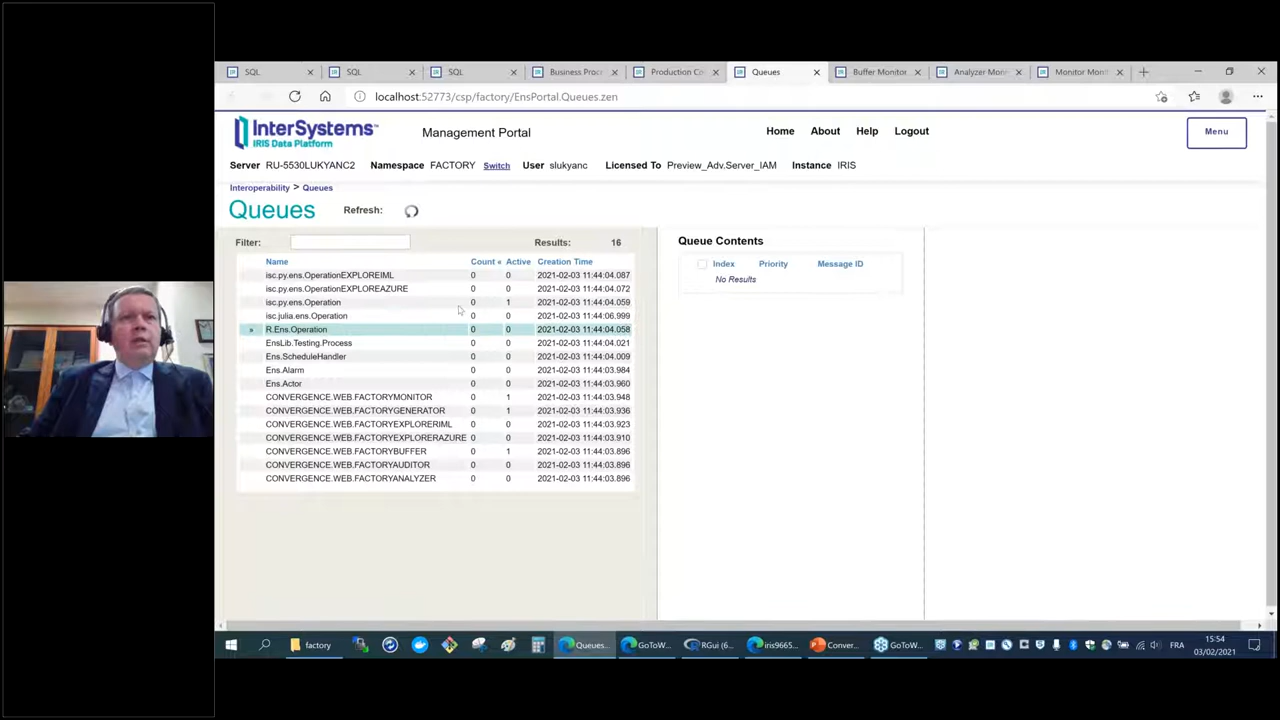 SQL SQL SQL Business Proc Production Co Queues Buffer Monitor Analyzer Mon Monitor Mon
localhost:52773/csp/factory/EnsPortal.Queues.zen
InterSystems
IRIS Data Platform
Management Portal
Home About Help Logout
Menu
Server RU-5530LUKYANC2 Namespace FACTORY Switch User slukyanc Licensed To Preview_Adv.Server_IAM Instance IRIS
Interoperability > Queues
Queues Refresh:
Filter: Results: 16
Name Count « Active Creation Time
isc.py.ens.OperationEXPLOREIML 0 0 2021-02-03 11:44:04.087
isc.py.ens.OperationEXPLOREAZURE 0 0 2021-02-03 11:44:04.072
isc.py.ens.Operation 0 1 2021-02-03 11:44:04.059
isc.julia.ens.Operation 0 0 2021-02-03 11:44:06.999
» R.Ens.Operation 0 0 2021-02-03 11:44:04.058
EnsLib.Testing.Process 0 0 2021-02-03 11:44:04.021
Ens.ScheduleHandler 0 0 2021-02-03 11:44:04.009
Ens.Alarm 0 0 2021-02-03 11:44:03.984
Ens.Actor 0 0 2021-02-03 11:44:03.960
CONVERGENCE.WEB.FACTORYMONITOR 0 1 2021-02-03 11:44:03.948
CONVERGENCE.WEB.FACTORYGENERATOR 0 1 2021-02-03 11:44:03.936
CONVERGENCE.WEB.FACTORYEXPLORERIML 0 0 2021-02-03 11:44:03.923
CONVERGENCE.WEB.FACTORYEXPLORERAZURE 0 0 2021-02-03 11:44:03.910
CONVERGENCE.WEB.FACTORYBUFFER 0 1 2021-02-03 11:44:03.896
CONVERGENCE.WEB.FACTORYAUDITOR 0 0 2021-02-03 11:44:03.896
CONVERGENCE.WEB.FACTORYANALYZER 0 0 2021-02-03 11:44:03.896
Queue Contents
Index Priority Message ID
No Results
factory Queues... GoToW... RGui (6... iris9665... Conver... GoToW... FRA 15:54
03/02/2021